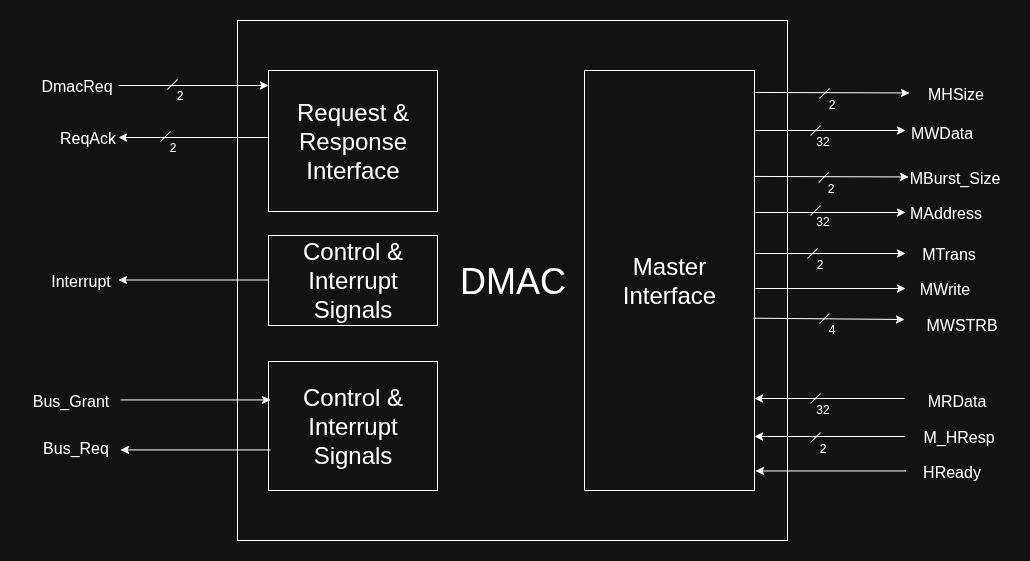 DmacReq
2
ReqAck
2
Request &
Response
Interface
Interrupt
Control &
Interrupt
Signals
Bus_Grant
Bus_Req
Control &
Interrupt
Signals
DMAC
Master
Interface
MHSize
2
MWData
32
MBurst_Size
2
MAddress
32
MTrans
2
MWrite
MWSTRB
4
MRData
32
M_HResp
2
HReady